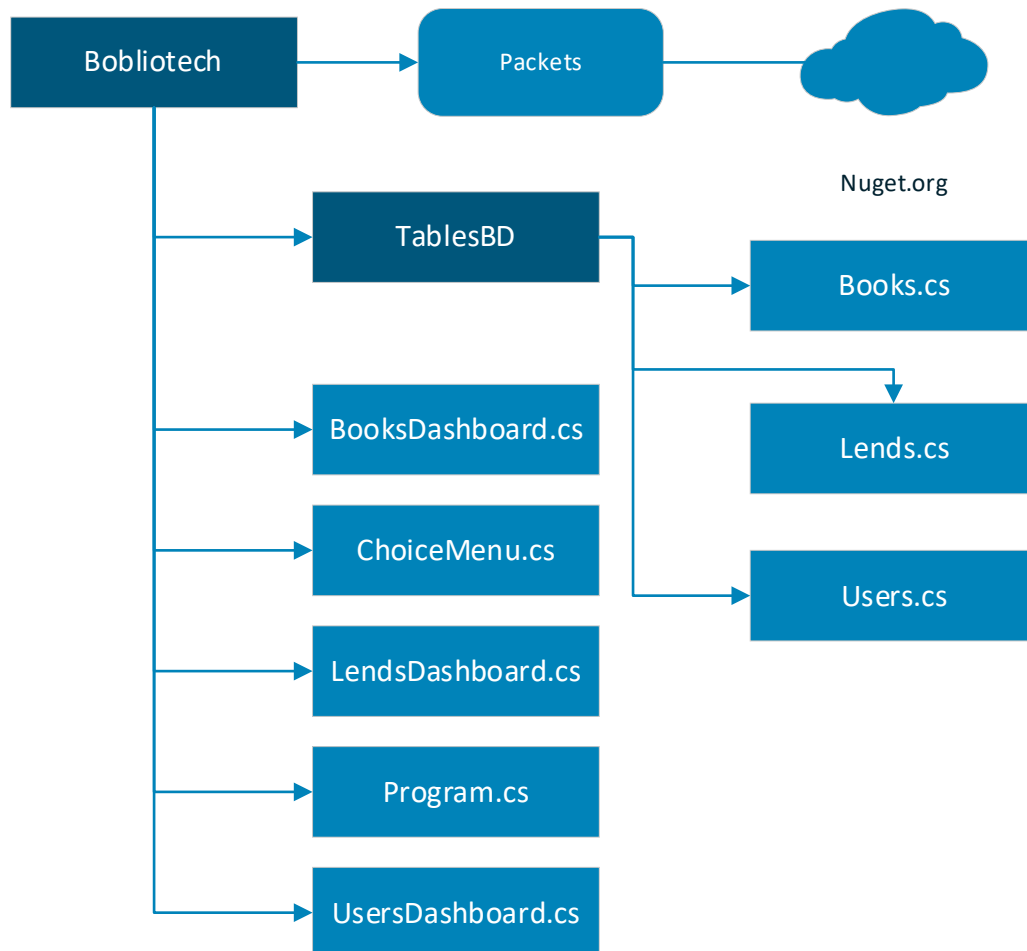 Bobliotech
Packets
Nuget.org
TablesBD
Books.cs
BooksDashboard.cs
Lends.cs
ChoiceMenu.cs
Users.cs
LendsDashboard.cs
Program.cs
UsersDashboard.cs